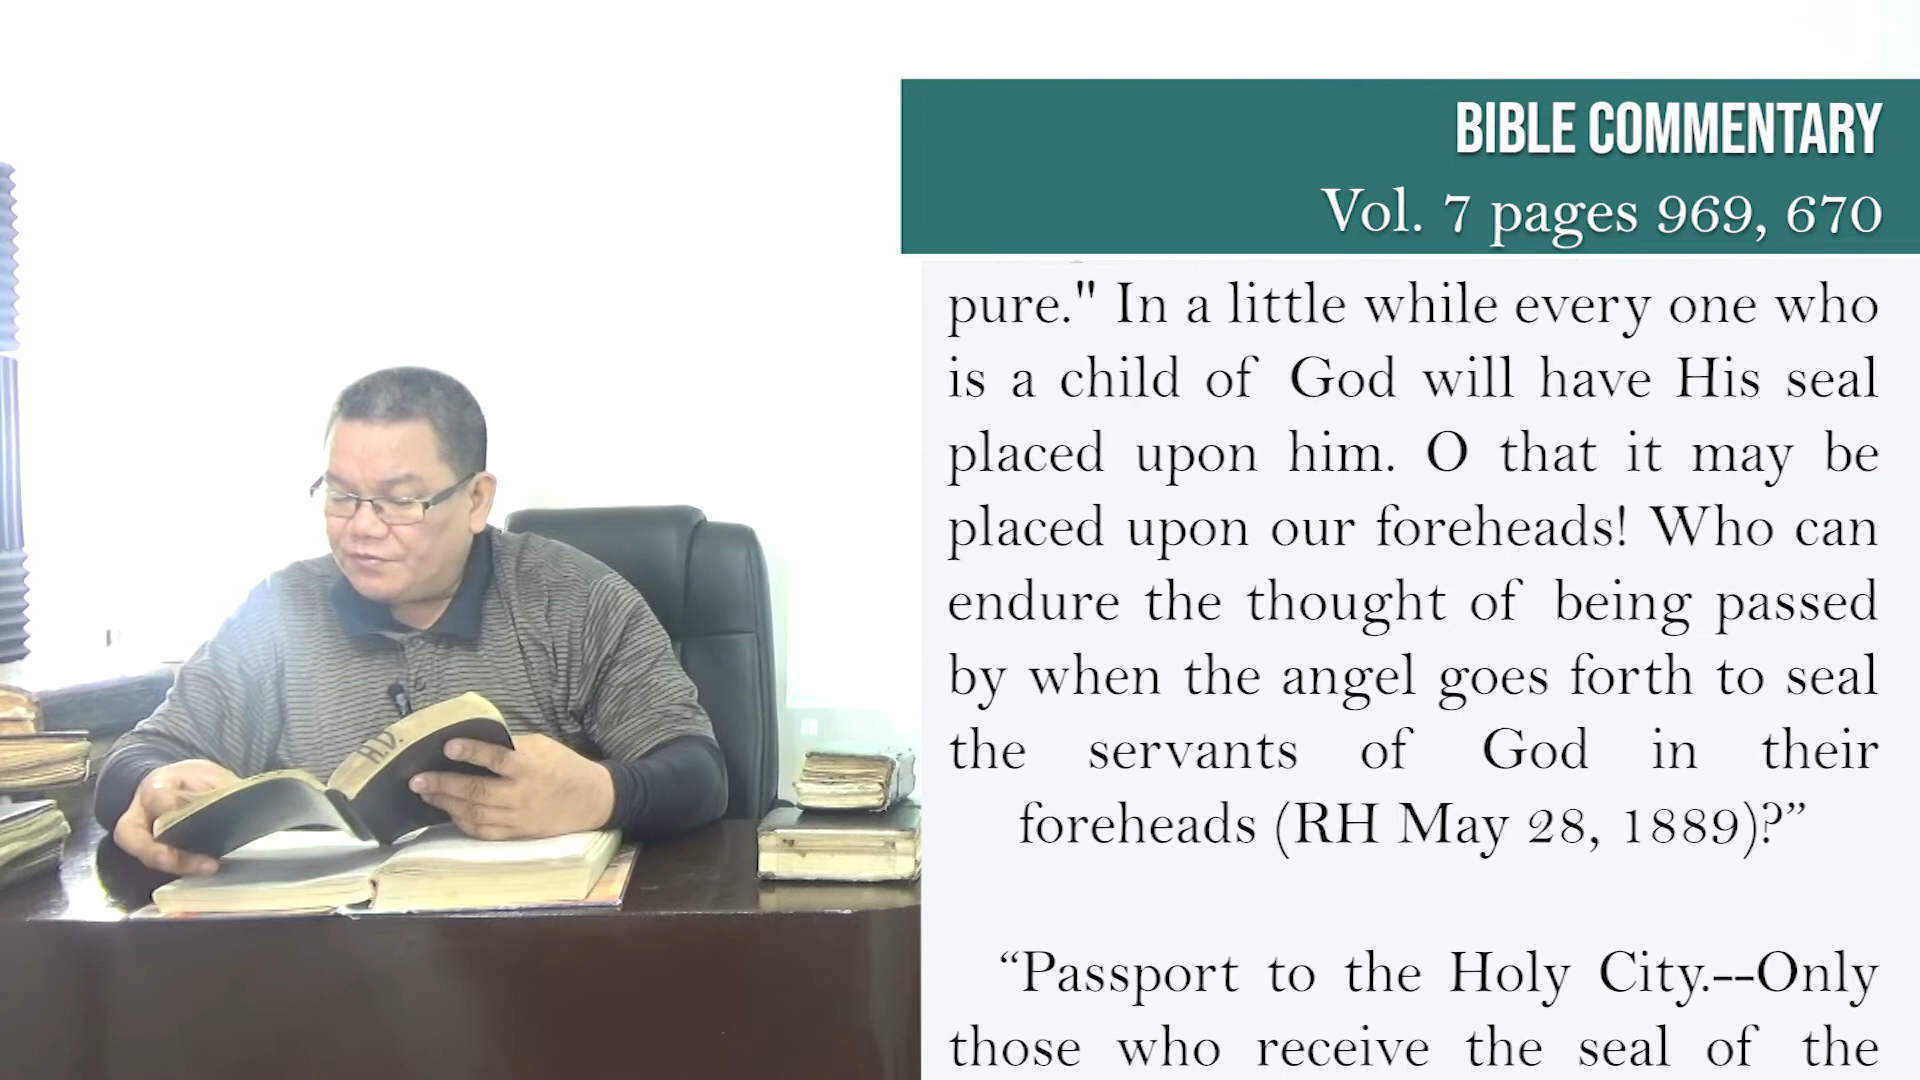 BIBLE COMMENTARY
Vol. 7 pages 969, 670
pure." In a little while every one who
is a child of God will have His seal
placed upon him. O that it may be
placed upon our foreheads! Who can
endure the thought of being passed
by when the angel goes forth to seal
the servants of God in their
foreheads (RH May 28, 1889)?”
“Passport to the Holy City.--Only
those who receive the seal of the
H.V.